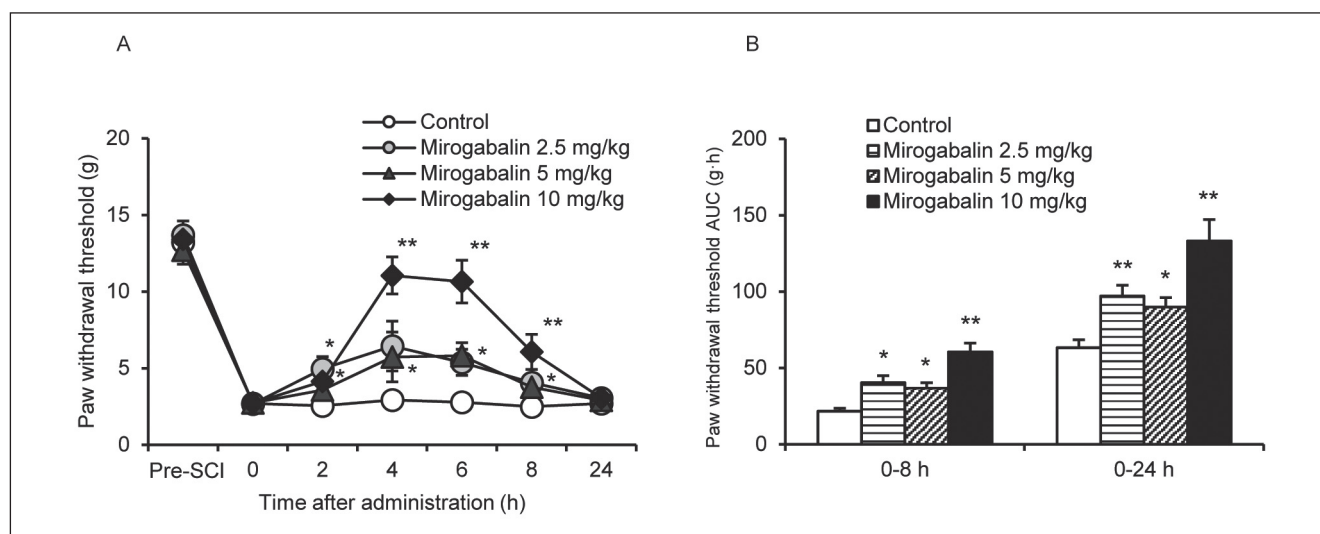 A
Control
Mirogabalin 2.5 mg/kg
Mirogabalin 5 mg/kg
Mirogabalin 10 mg/kg
Paw withdrawal threshold (g)
20
15
10
5
0
** **
**
* *
* * *
Pre-SCI 0 2 4 6 8 24
Time after administration (h)
B
Control
Mirogabalin 2.5 mg/kg
Mirogabalin 5 mg/kg
Mirogabalin 10 mg/kg
Paw withdrawal threshold AUC (g·h)
200
150
100
50
0
* * **
** * **
0-8 h 0-24 h